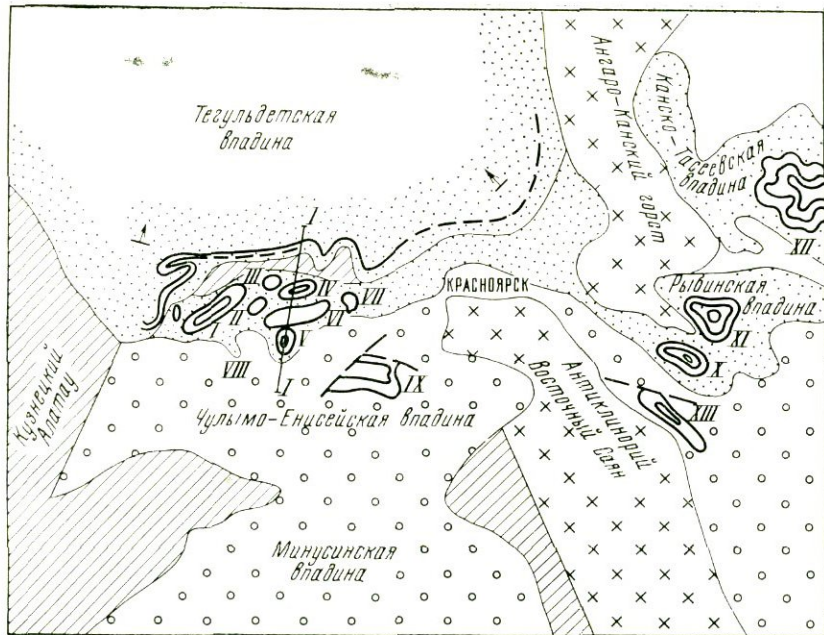 Тегульдетская
впадина
Ангаро-Канский горст
Канско-Тасеевская
впадина
XII
I
III
IV
VII
II
VI
I
V
VIII
I
IX
КРАСНОЯРСК
Рыбинская
впадина
XI
X
XIII
Кузнецкий
Алатау
Чулымо-Енисейская впадина
Антиклинорий
Восточный Саян
Минусинская
впадина